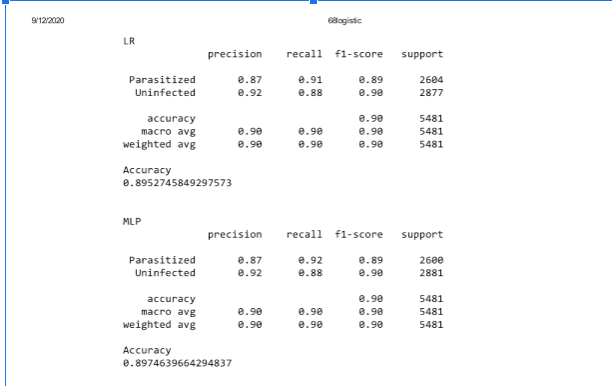 9/12/2020 68logistic
LR
precision recall f1-score support
Parasitized 0.87 0.91 0.89 2604
Uninfected 0.92 0.88 0.90 2877
accuracy 0.90 5481
macro avg 0.90 0.90 0.90 5481
weighted avg 0.90 0.90 0.90 5481
Accuracy
0.8952745849297573
MLP
precision recall f1-score support
Parasitized 0.87 0.92 0.89 2600
Uninfected 0.92 0.88 0.90 2881
accuracy 0.90 5481
macro avg 0.90 0.90 0.90 5481
weighted avg 0.90 0.90 0.90 5481
Accuracy
0.8974639664294837